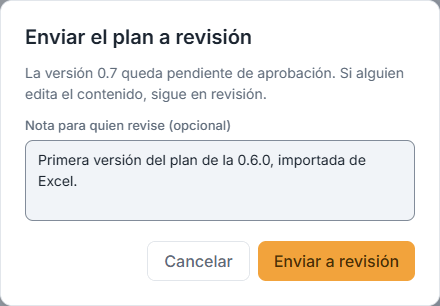 Enviar el plan a revisión
La versión 0.7 queda pendiente de aprobación. Si alguien
edita el contenido, sigue en revisión.
Nota para quien revise (opcional)
Primera versión del plan de la 0.6.0, importada de
Excel.
Cancelar
Enviar a revisión